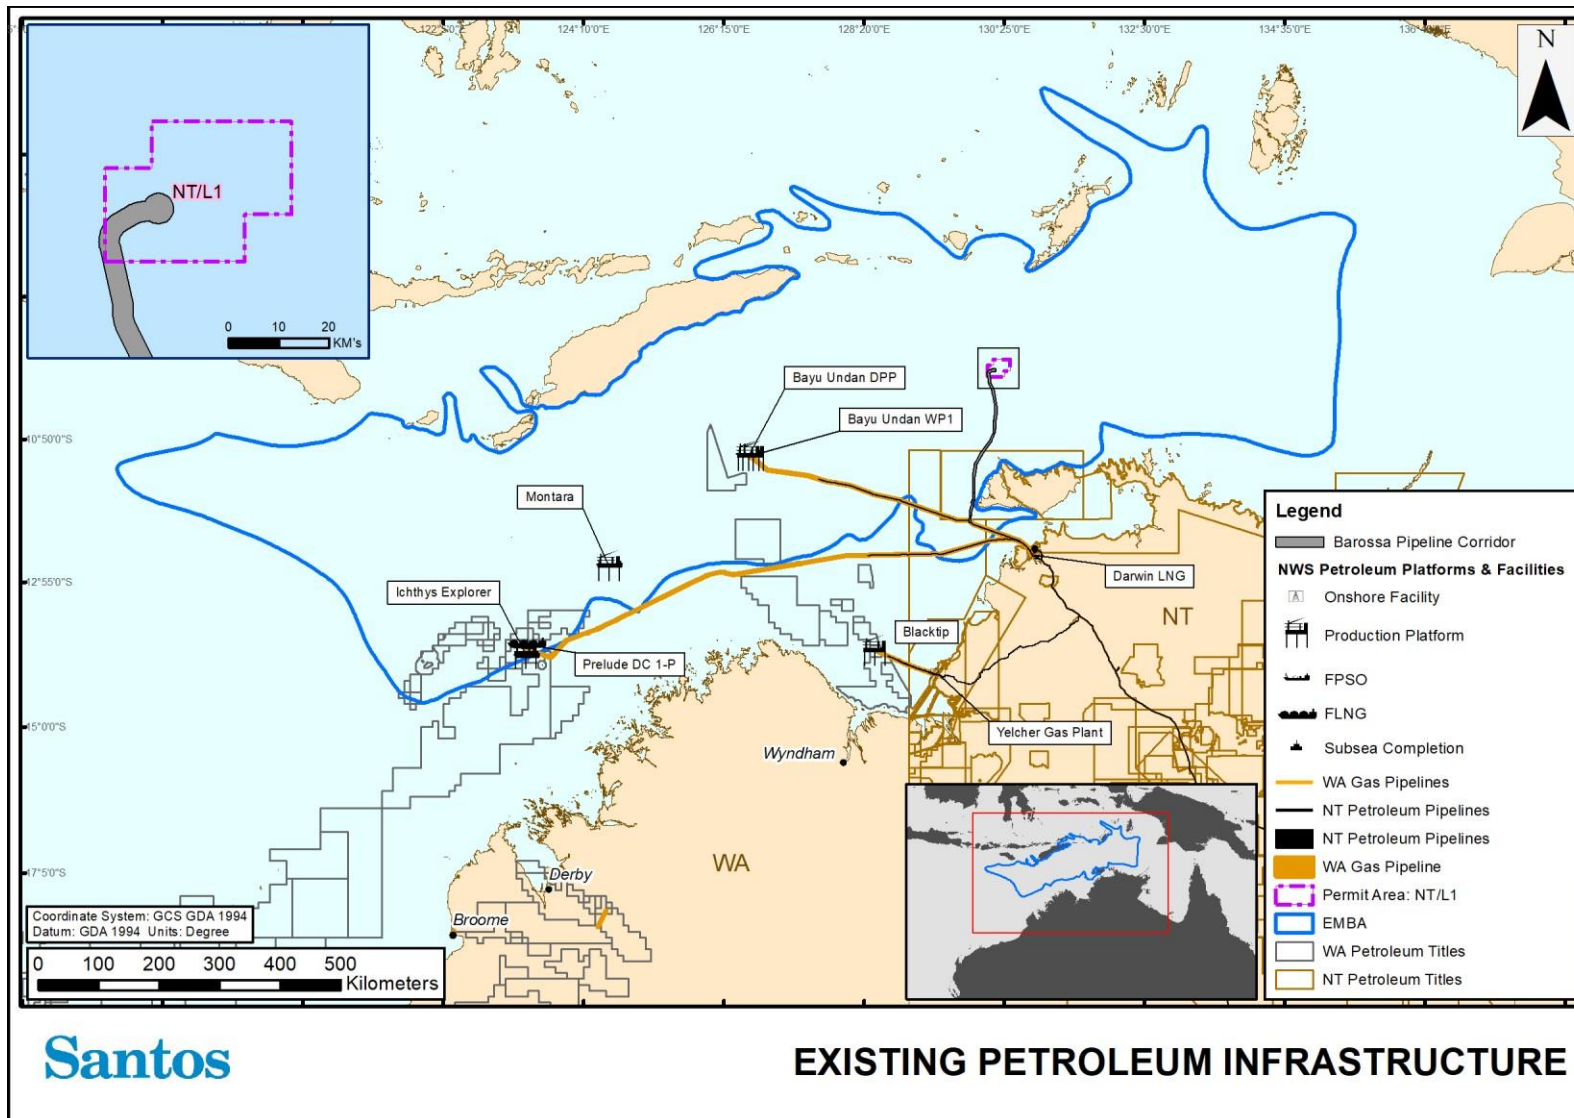 122°5'0"E
124°10'0"E
126°15'0"E
128°20'0"E
130°25'0"E
132°30'0"E
134°35'0"E
N
NT/L1
0 10 20
KM's
Bayu Undan DPP
Bayu Undan WP1
10°50'0"S
Montara
12°55'0"S
Ichthys Explorer
Prelude DC 1-P
Darwin LNG
NT
Blacktip
Yelcher Gas Plant
15°0'0"S
Wyndham
WA
17°5'0"S
Derby
Broome
Coordinate System: GCS GDA 1994
Datum: GDA 1994 Units: Degree
0 100 200 300 400 500
Kilometers
Legend
Barossa Pipeline Corridor
NWS Petroleum Platforms & Facilities
Onshore Facility
Production Platform
FPSO
FLNG
Subsea Completion
WA Gas Pipelines
NT Petroleum Pipelines
NT Petroleum Pipelines
WA Gas Pipeline
Permit Area: NT/L1
EMBA
WA Petroleum Titles
NT Petroleum Titles
Santos
EXISTING PETROLEUM INFRASTRUCTURE